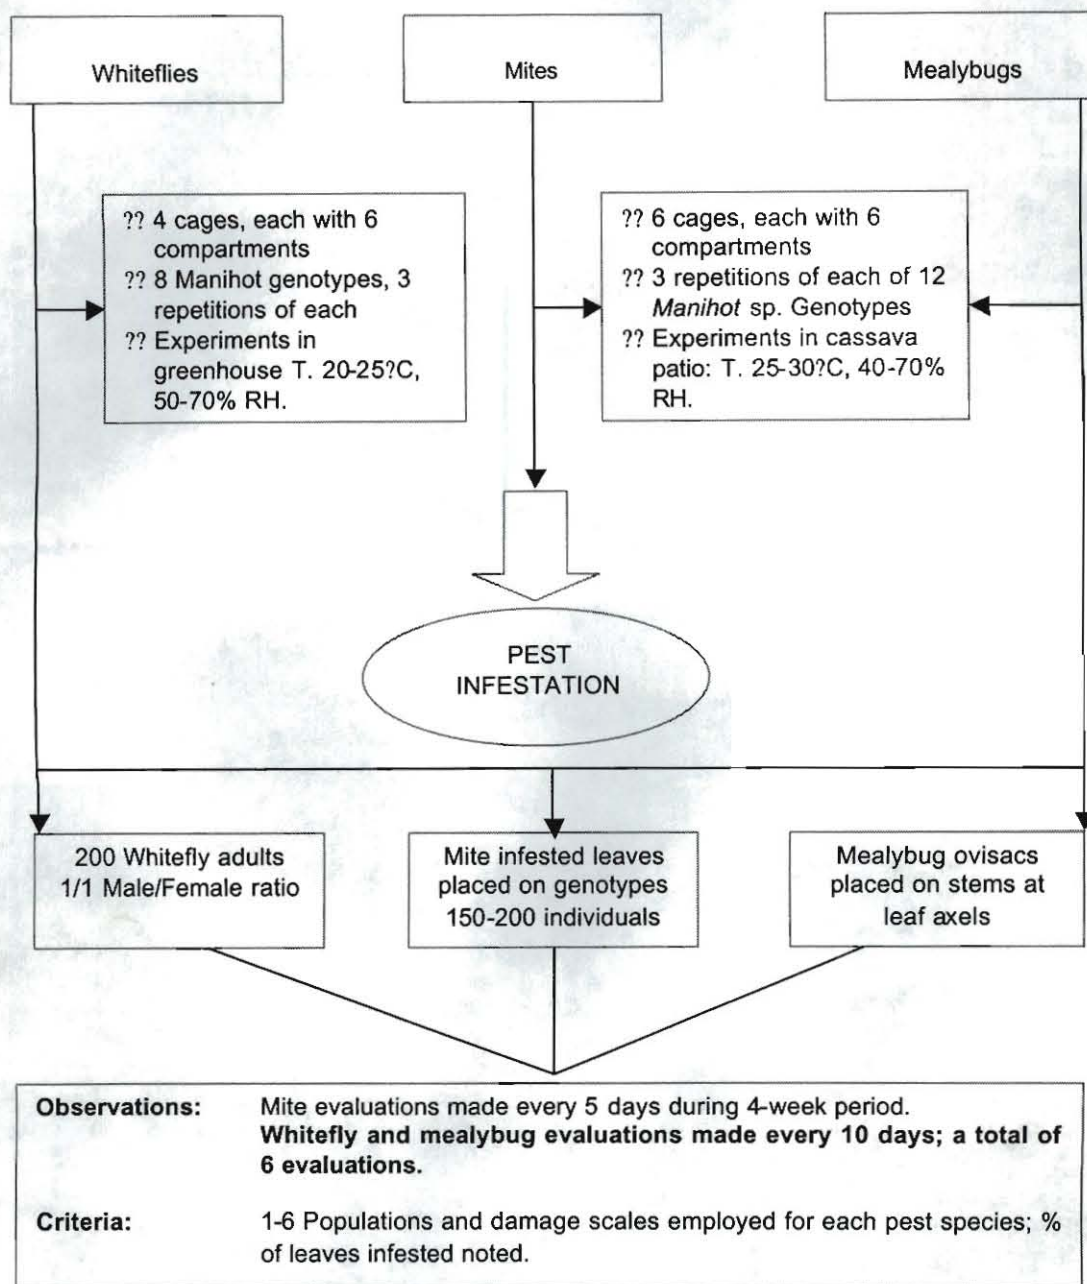 Whiteflies
Mites
Mealybugs
?? 4 cages, each with 6
compartments
?? 8 Manihot genotypes, 3
repetitions of each
?? Experiments in
greenhouse T. 20-25?C,
50-70% RH.
?? 6 cages, each with 6
compartments
?? 3 repetitions of each of 12
Manihot sp. Genotypes
?? Experiments in cassava
patio: T. 25-30?C, 40-70%
RH.
PEST
INFESTATION
200 Whitefly adults
1/1 Male/Female ratio
Mite infested leaves
placed on genotypes
150-200 individuals
Mealybug ovisacs
placed on stems at
leaf axels
Observations: Mite evaluations made every 5 days during 4-week period.
Whitefly and mealybug evaluations made every 10 days; a total of
6 evaluations.
Criteria: 1-6 Populations and damage scales employed for each pest species; %
of leaves infested noted.